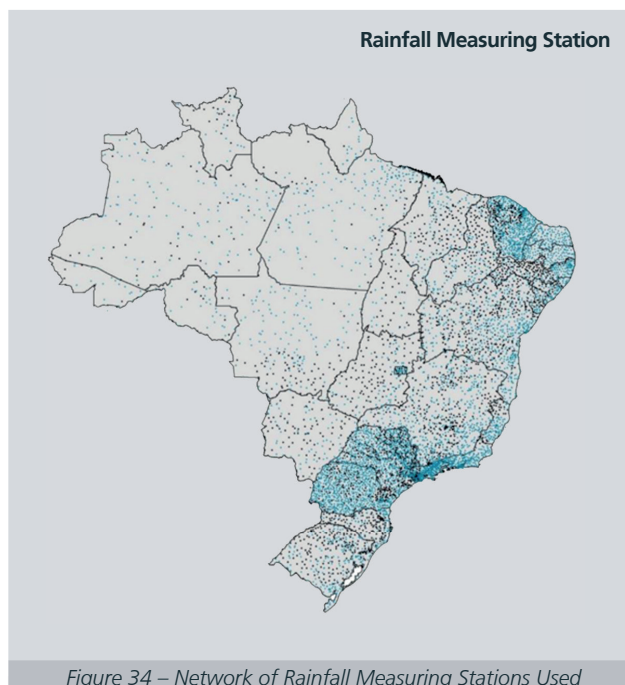 Rainfall Measuring Station
Figure 34 – Network of Rainfall Measuring Stations Used